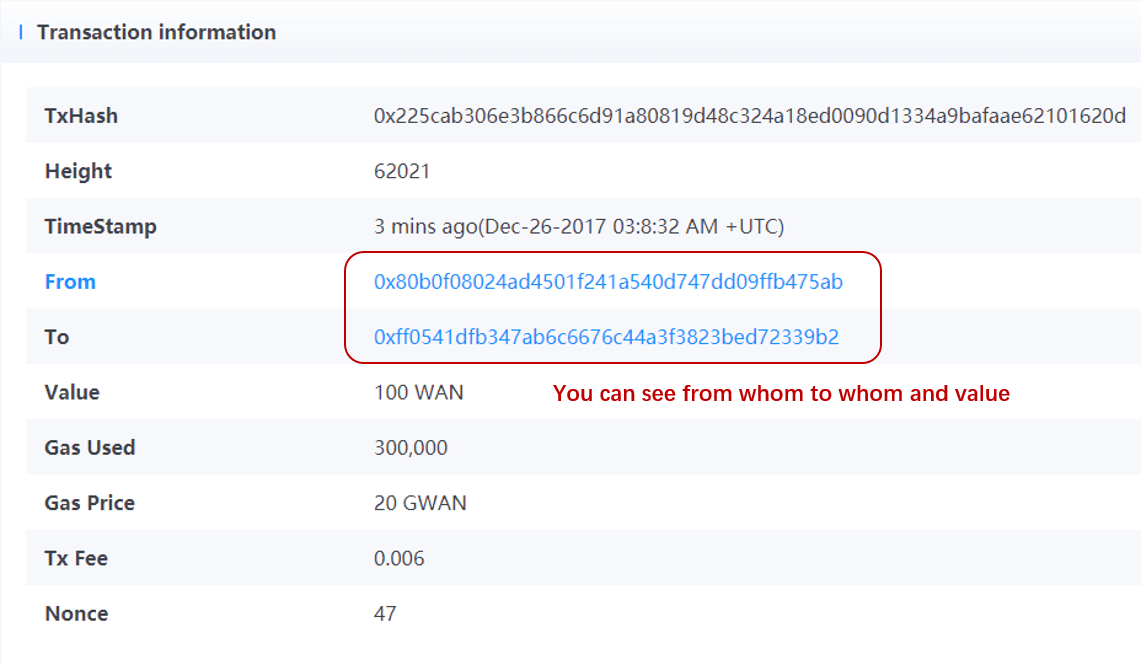 Transaction information
TxHash 0x225cab306e3b866c6d91a80819d48c324a18ed0090d1334a9bafaae62101620d
Height 62021
TimeStamp 3 mins ago(Dec-26-2017 03:8:32 AM +UTC)
From 0x80b0f08024ad4501f241a540d747dd09ffb475ab
To 0xff0541dfb347ab6c6676c44a3f3823bed72339b2
Value 100 WAN You can see from whom to whom and value
Gas Used 300,000
Gas Price 20 GWAN
Tx Fee 0.006
Nonce 47